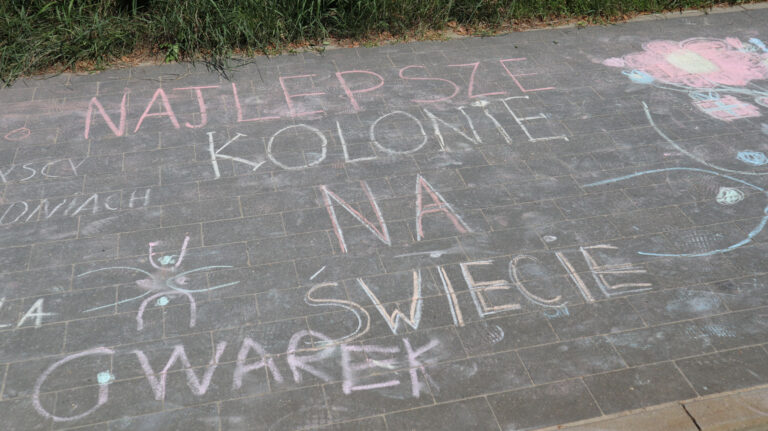 NAJLEPSZE
KOLONIE
NA
ŚWIECIE
GWAREK